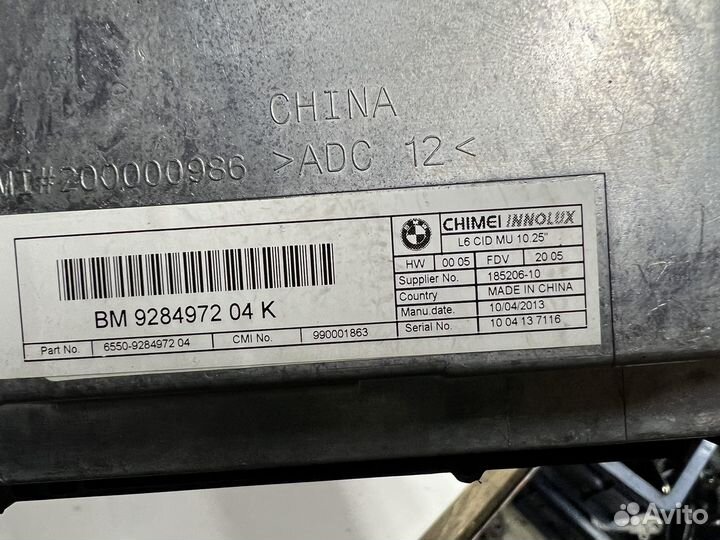 CHINA
MI#200000986 >ADC 12<
BM 9284972 04 K
Part No. 6550-9284972 04 CMI No. 990001863
CHIMEI INNOLUX
L6 CID MU 10.25"
HW 00 05 FDV 20 05
Supplier No. 185206-10
Country MADE IN CHINA
Manu.date. 10/04/2013
Serial No. 10 04 13 7116
Avito